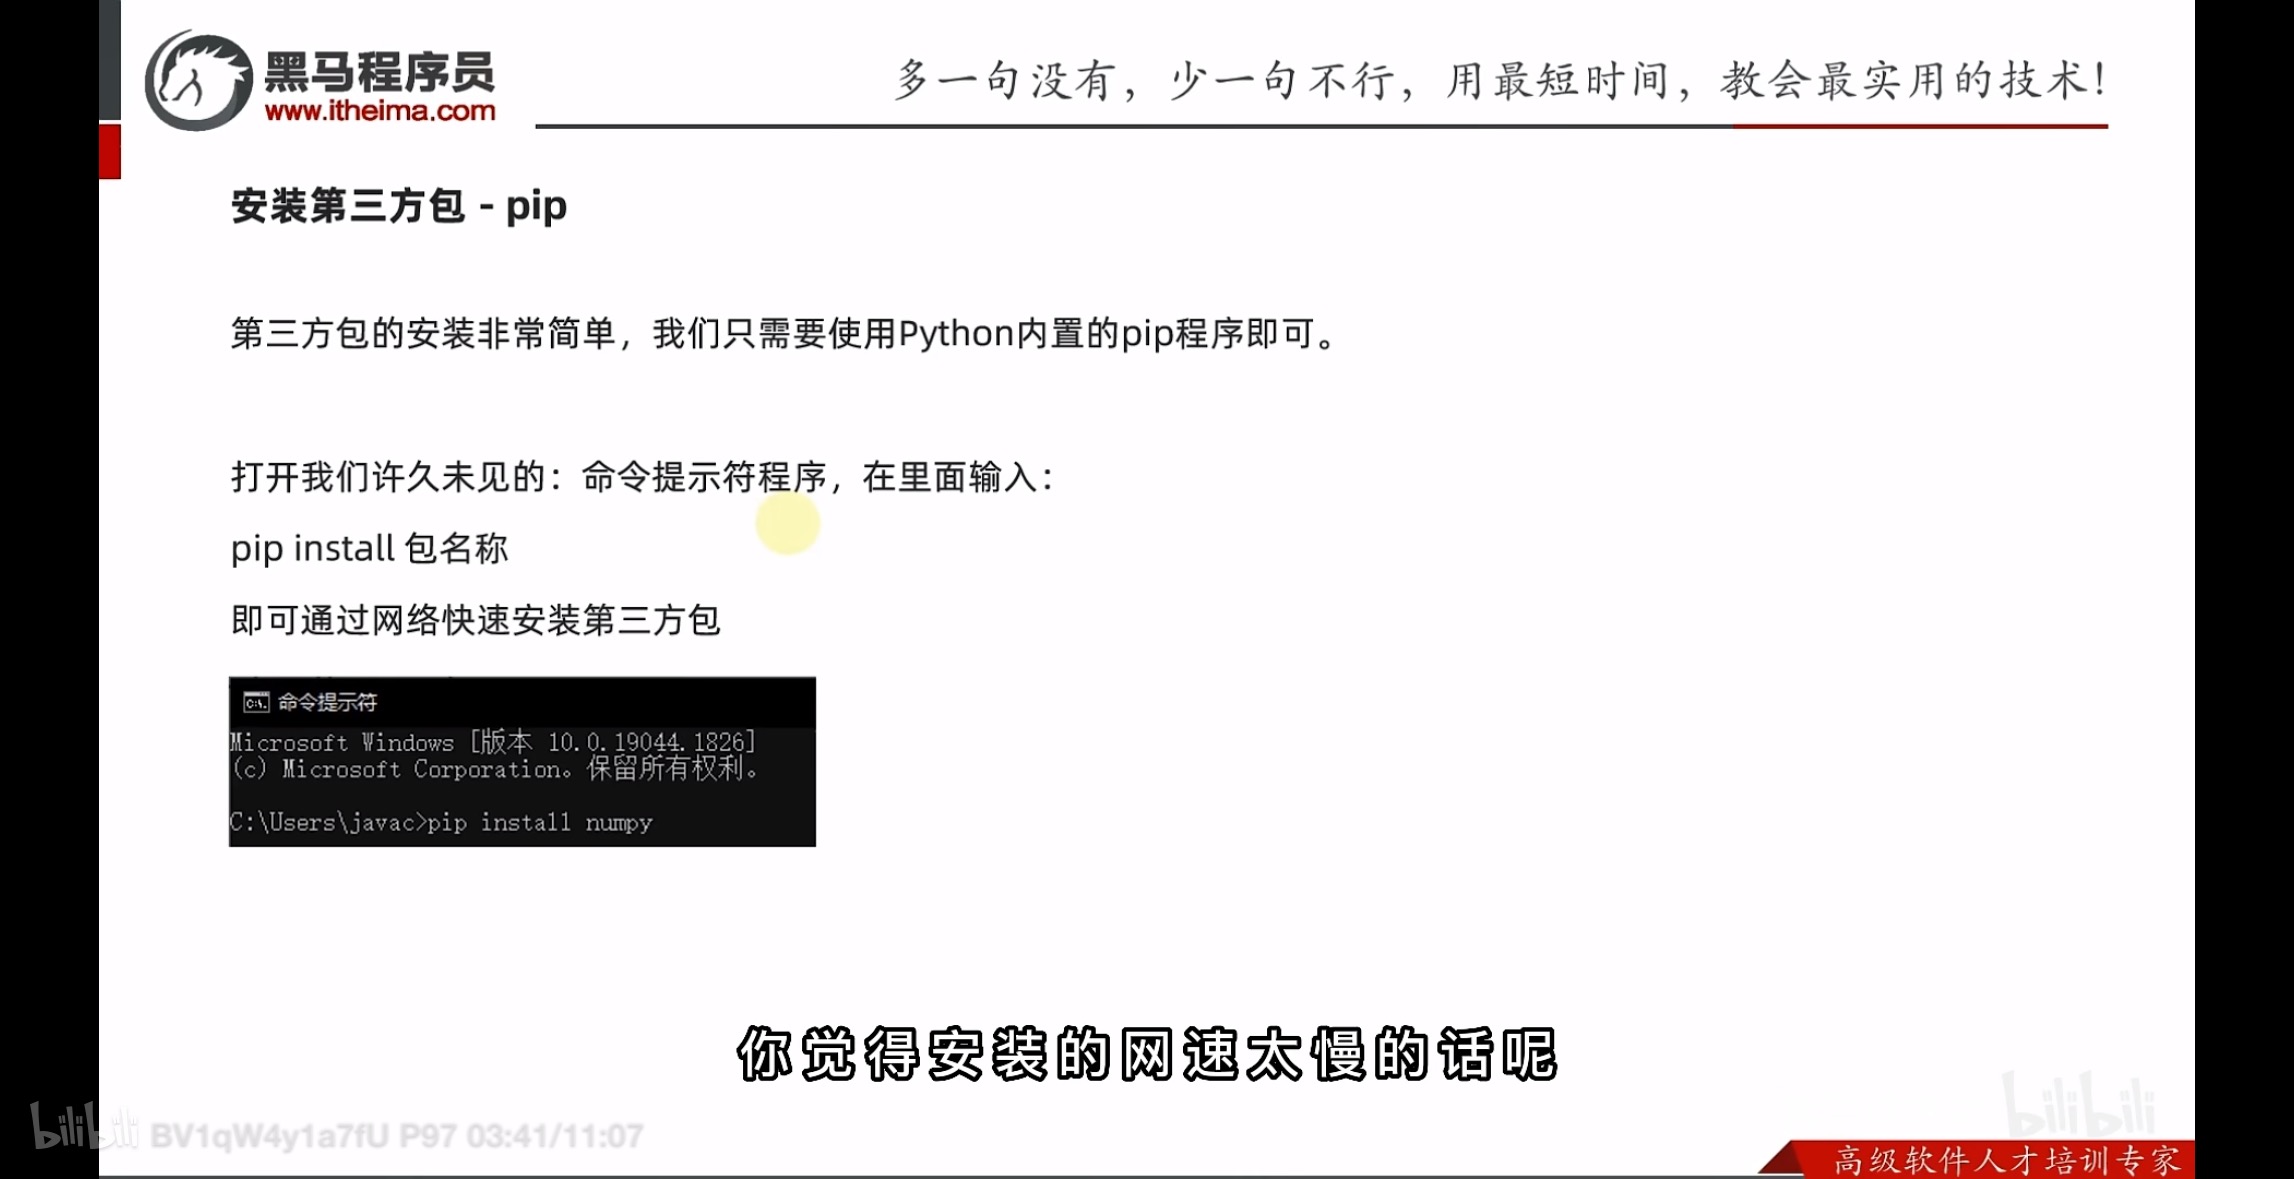 黑马程序员
www.itheima.com
多一句没有，少一句不行，用最短时间，教会最实用的技术！
安装第三方包 - pip
第三方包的安装非常简单，我们只需要使用Python内置的pip程序即可。
打开我们许久未见的：命令提示符程序，在里面输入：
pip install 包名称
即可通过网络快速安装第三方包
C:\. 命令提示符
Microsoft Windows [版本 10.0.19044.1826]
(c) Microsoft Corporation。保留所有权利。
C:\Users\javac>pip install numpy
你觉得安装的网速太慢的话呢
bilibili BV1qW4y1a7fU P97 03:41/11:07
bilibili
高级软件人才培训专家